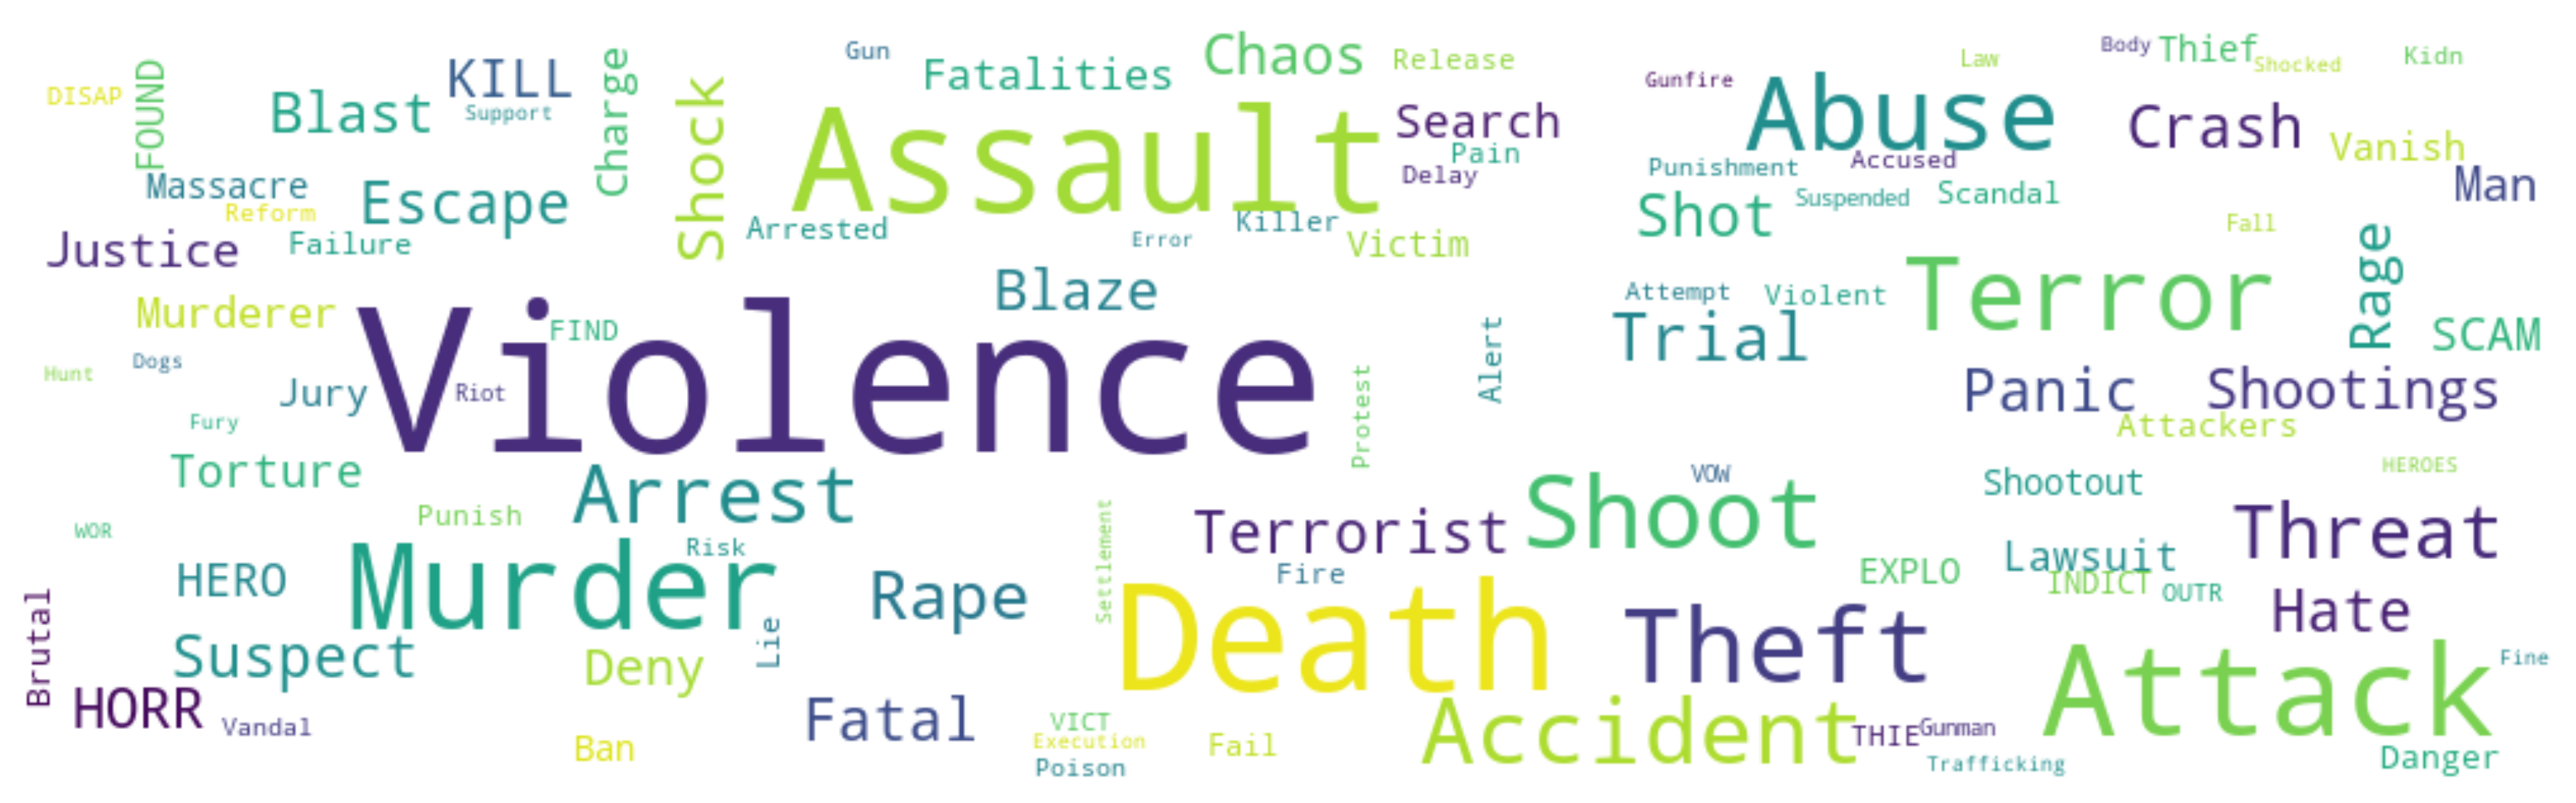 Gun
Fatalities
Chaos
Release
Body
Thief
Shocked
Kidn
Law
DISAP
FOUND
Blast
KILL
Support
Charge
Shock
Assault
Search
Pain
Delay
Gunfire
Abuse
Crash
Vanish
Man
Massacre
Reform
Escape
Punishment
Accused
Suspended
Scandal
Shot
Justice
Failure
Arrested
Error
Killer
Victim
Fall
Rage
Murderer
FIND
Blaze
Attempt
Violent
Terror
Trial
SCAM
Hunt
Dogs
Jury
Riot
Violence
Protest
Alert
Panic
Shootings
Attackers
Fury
Torture
Arrest
VOW
Shootout
HEROES
Punish
WOR
Risk
Settlement
Terrorist
Shoot
Threat
HERO
Murder
Rape
Fire
EXPLO
Lawsuit
INDICT
OUTR
Hate
Brutal
Suspect
Lie
Deny
Death
Theft
Attack
Fine
HORR
Vandal
Ban
Fatal
VICT
Execution
Poison
Fail
Accident
THIE
Gunman
Trafficking
Danger